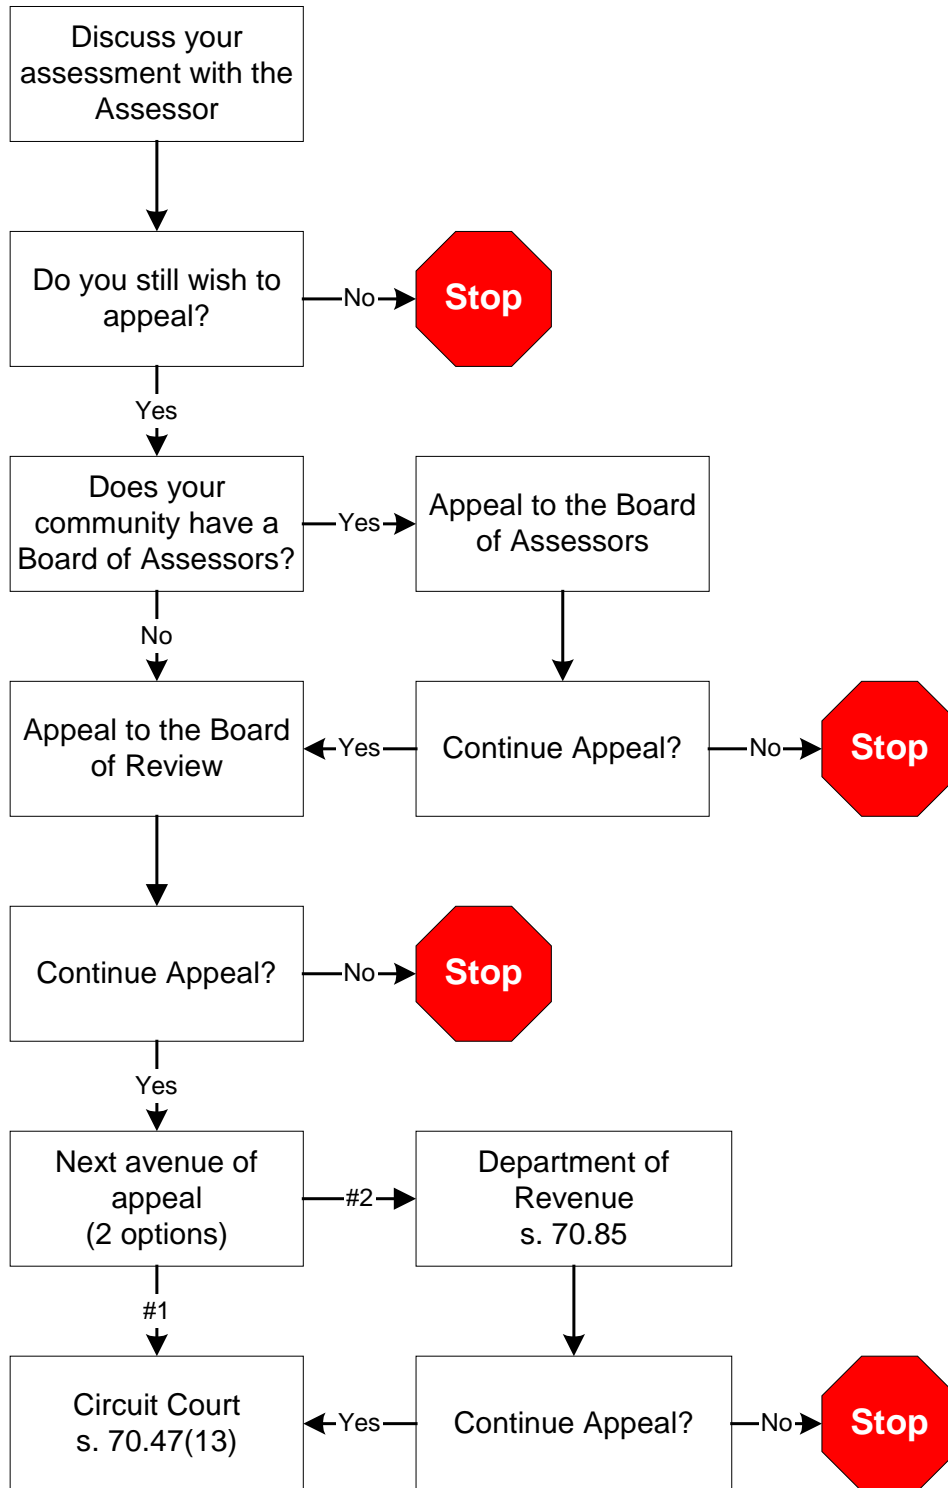 Discuss your
assessment with the
Assessor
Do you still wish to
appeal?
No
Stop
Yes
Does your
community have a
Board of Assessors?
Yes
Appeal to the Board
of Assessors
No
Appeal to the Board
of Review
Yes
Continue Appeal?
No
Stop
Continue Appeal?
No
Stop
Yes
Next avenue of
appeal
(2 options)
#2
Department of
Revenue
s. 70.85
#1
Circuit Court
s. 70.47(13)
Yes
Continue Appeal?
No
Stop